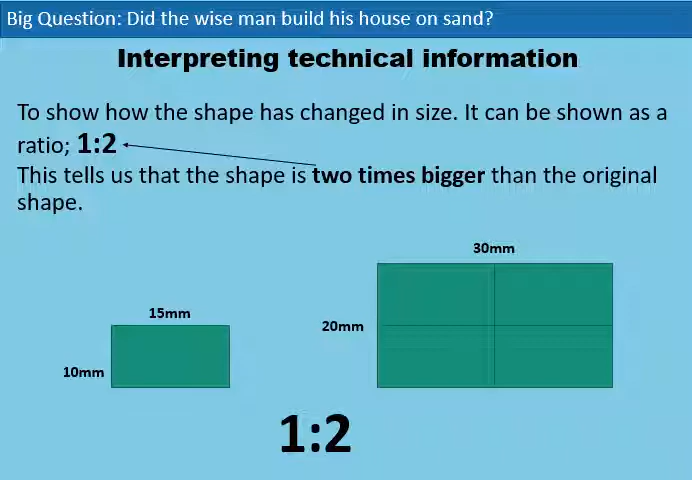 Big Question: Did the wise man build his house on sand?
Interpreting technical information
To show how the shape has changed in size. It can be shown as a
ratio; 1:2
This tells us that the shape is two times bigger than the original
shape.
30mm
15mm
20mm
10mm
1:2